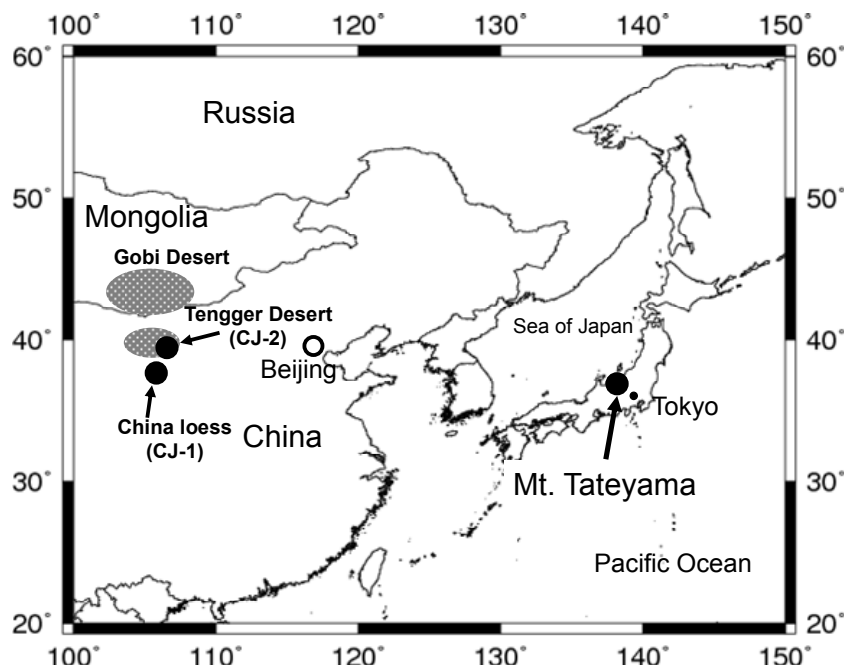 100° 110° 120° 130° 140° 150°
60° 60°
Russia
50° 50°
Mongolia
Gobi Desert
Tengger Desert
(CJ-2)
Sea of Japan
40° 40°
Beijing
Tokyo
China loess
(CJ-1)
China
Mt. Tateyama
30° 30°
Pacific Ocean
20° 20°
100° 110° 120° 130° 140° 150°